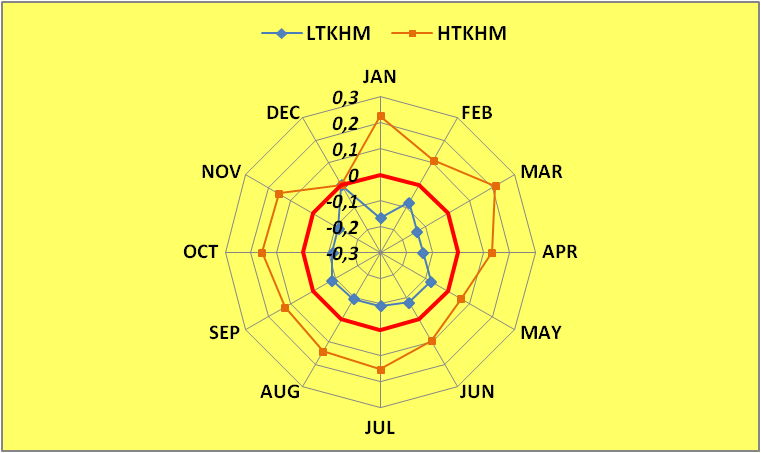 LTKHM HTKHM
JAN
0,3
DEC FEB
0,2
0,1
NOV MAR
0
-0,1
-0,2
OCT -0,3 APR
SEP MAY
AUG JUN
JUL